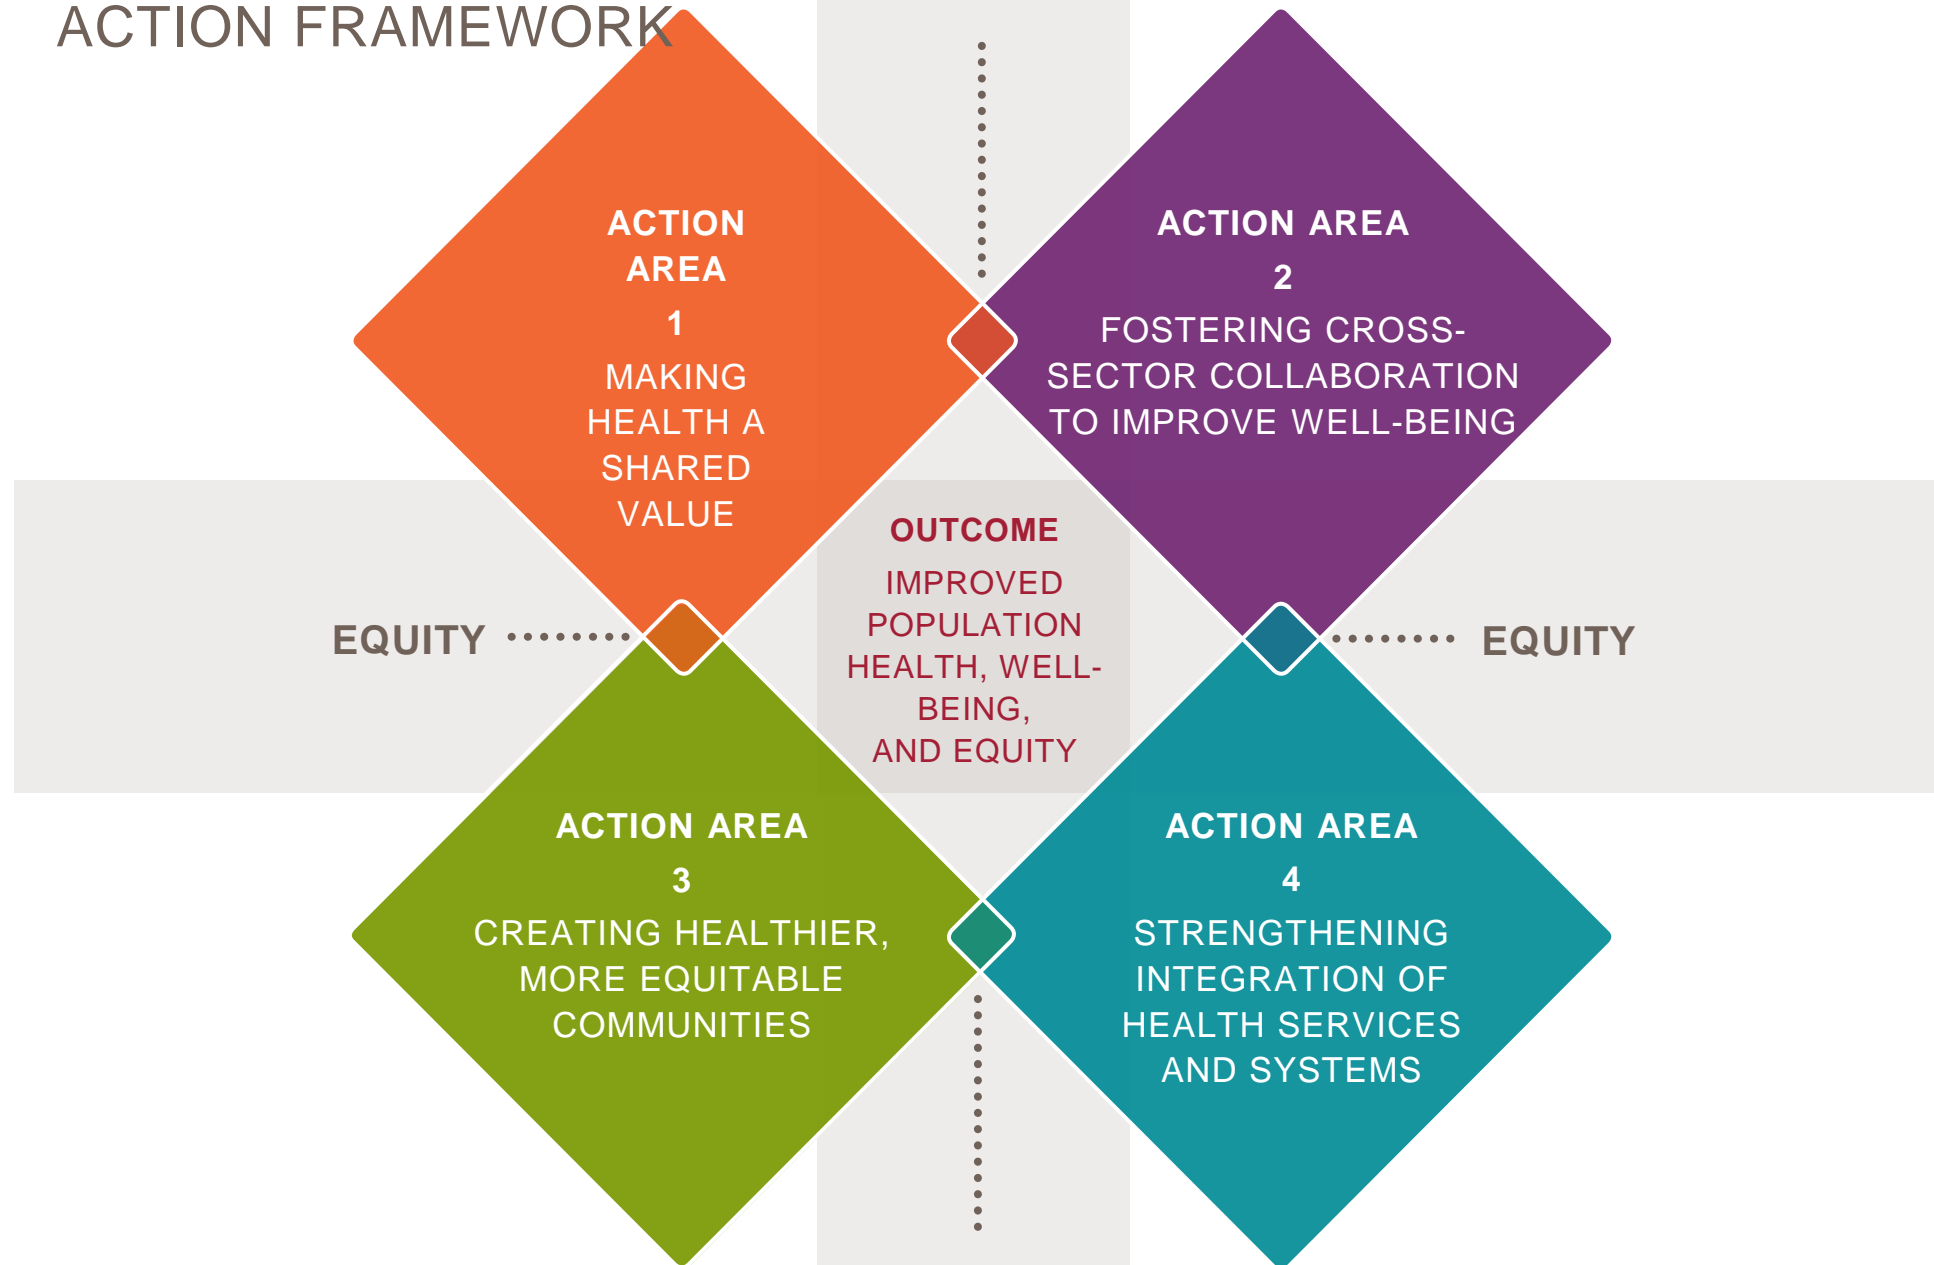 ACTION FRAMEWORK
ACTION
AREA
1
MAKING
HEALTH A
SHARED
VALUE
ACTION AREA
2
FOSTERING CROSS-
SECTOR COLLABORATION
TO IMPROVE WELL-BEING
OUTCOME
IMPROVED
POPULATION
HEALTH, WELL-
BEING,
AND EQUITY
EQUITY
EQUITY
ACTION AREA
3
CREATING HEALTHIER,
MORE EQUITABLE
COMMUNITIES
ACTION AREA
4
STRENGTHENING
INTEGRATION OF
HEALTH SERVICES
AND SYSTEMS